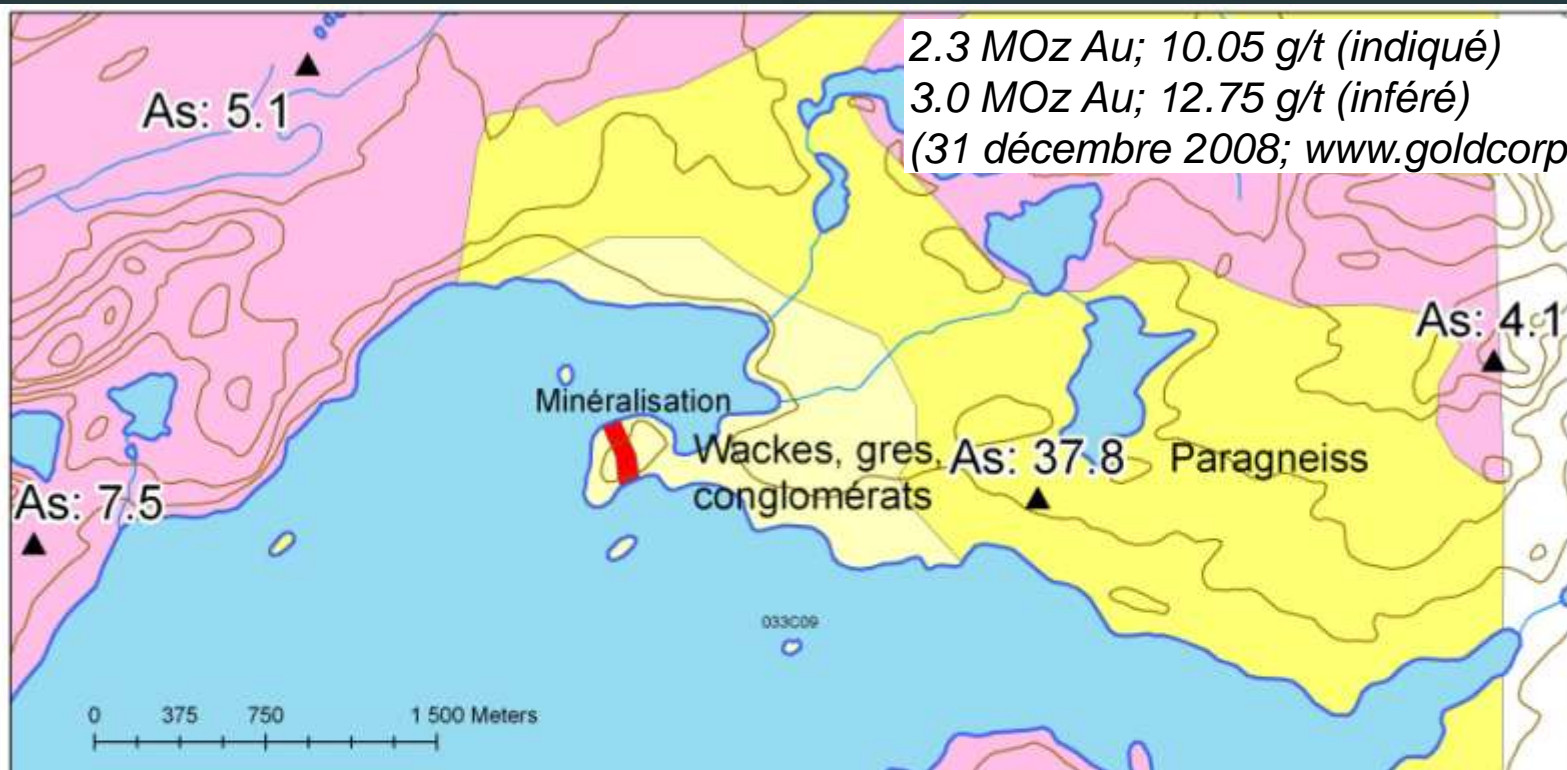 2.3 MOz Au; 10.05 g/t (indiqué)
3.0 MOz Au; 12.75 g/t (inféré)
(31 décembre 2008; www.goldcorp
As: 5.1
As: 4.1
Minéralisation
Wackes, gres,
conglomérats
As: 37.8
Paragneiss
As: 7.5
033C09
0 375 750 1 500 Meters